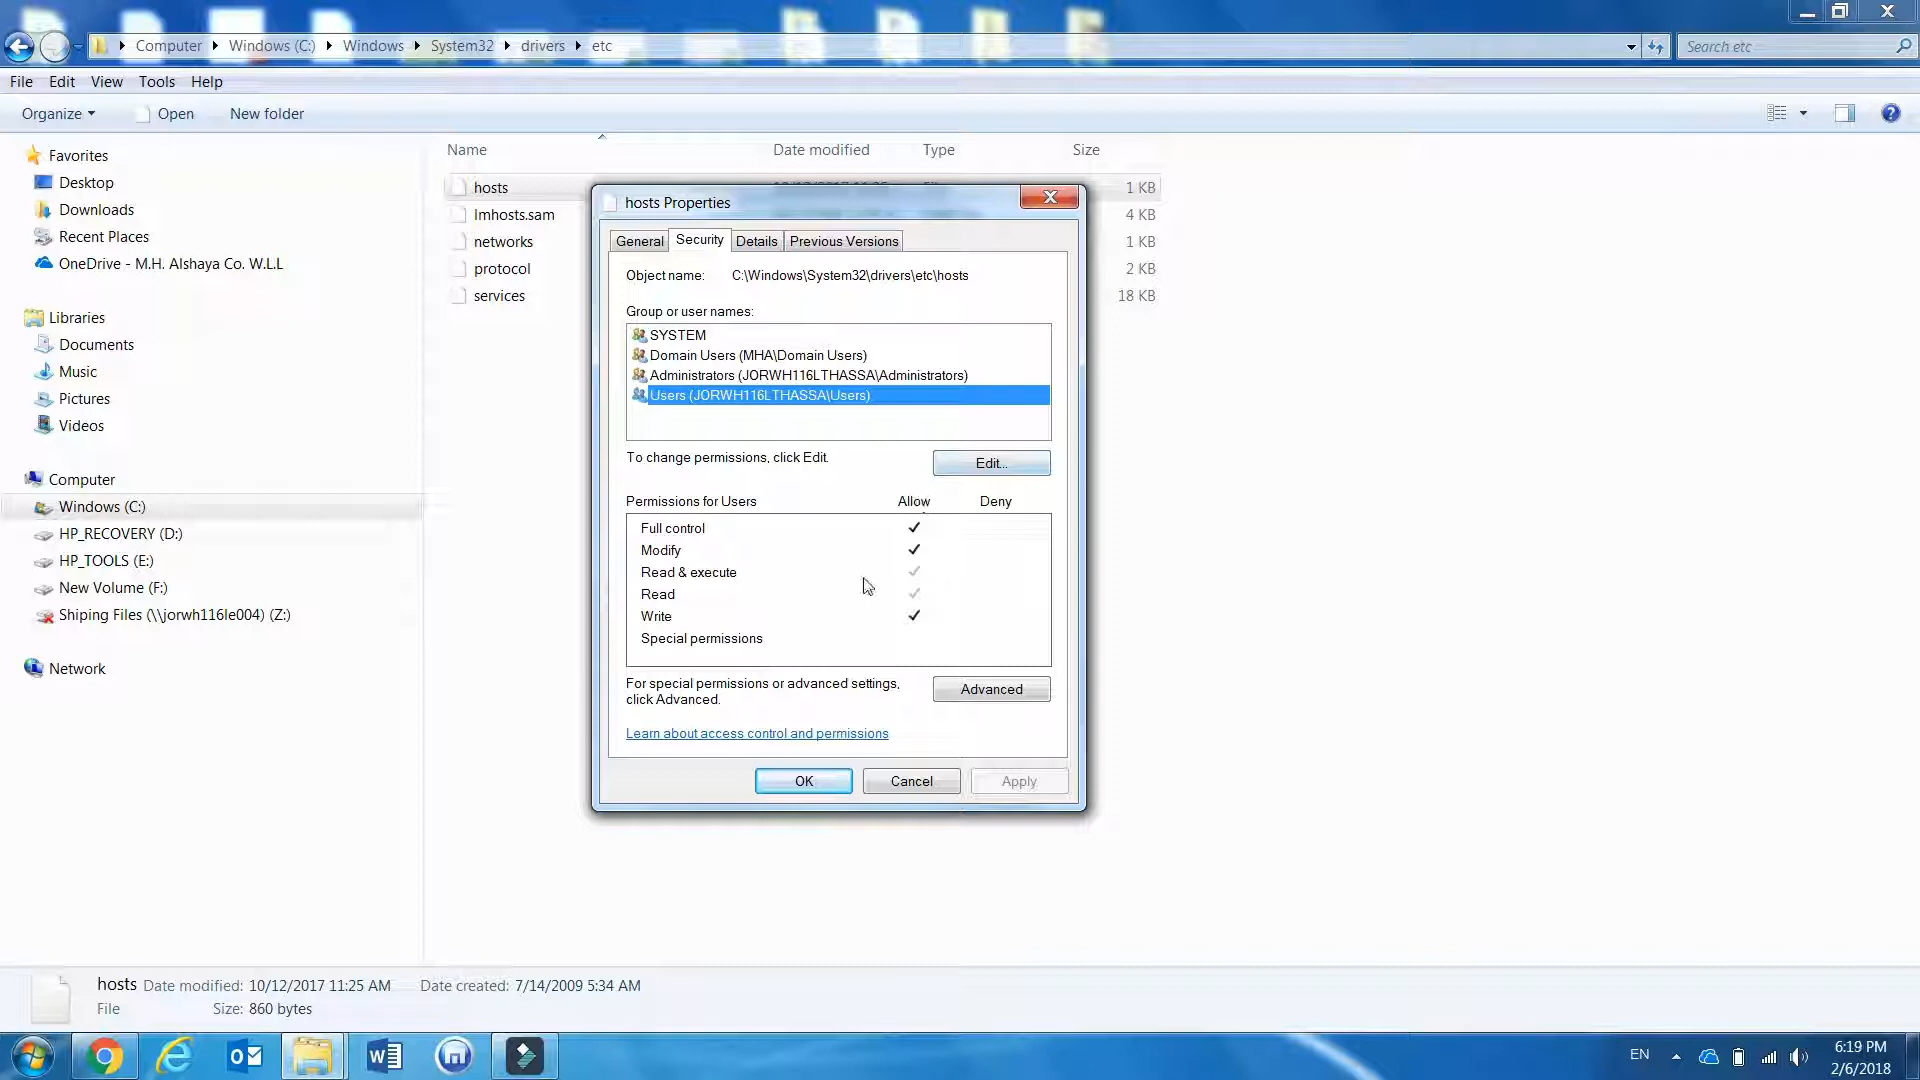 Computer Windows (C:) Windows System32 drivers etc
Search etc
File Edit View Tools Help
Organize Open New folder
Favorites
Desktop
Downloads
Recent Places
OneDrive - M.H. Alshaya Co. W.L.L
Libraries
Documents
Music
Pictures
Videos
Computer
Windows (C:)
HP_RECOVERY (D:)
HP_TOOLS (E:)
New Volume (F:)
Shiping Files (\\jorwh116le004) (Z:)
Network
Name Date modified Type Size
hosts 1 KB
lmhosts.sam 4 KB
networks 1 KB
protocol 2 KB
services 18 KB
hosts Properties
General Security Details Previous Versions
Object name: C:\Windows\System32\drivers\etc\hosts
Group or user names:
SYSTEM
Domain Users (MHA\Domain Users)
Administrators (JORWH116LTHASSA\Administrators)
Users (JORWH116LTHASSA\Users)
To change permissions, click Edit.
Edit...
Permissions for Users Allow Deny
Full control
Modify
Read & execute
Read
Write
Special permissions
For special permissions or advanced settings,
click Advanced.
Advanced
Learn about access control and permissions
OK Cancel Apply
hosts Date modified: 10/12/2017 11:25 AM Date created: 7/14/2009 5:34 AM
File Size: 860 bytes
EN
6:19 PM
2/6/2018